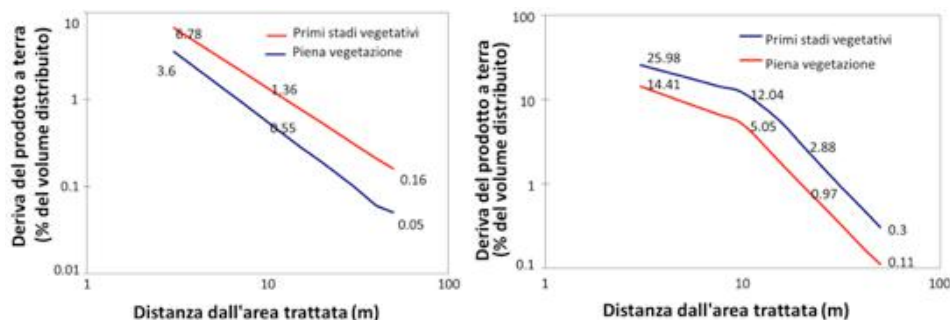 10
1
0.1
0.01
Deriva del prodotto a terra
(% del volume distribuito)
Primi stadi vegetativi
Piena vegetazione
6.78
3.6
1.36
0.55
0.16
0.05
1
10
100
Distanza dall'area trattata (m)
100
10
1
0.1
Deriva del prodotto a terra
(% del volume distribuito)
Primi stadi vegetativi
Piena vegetazione
25.98
14.41
12.04
5.05
2.88
0.97
0.3
0.11
1
10
100
Distanza dall'area trattata (m)